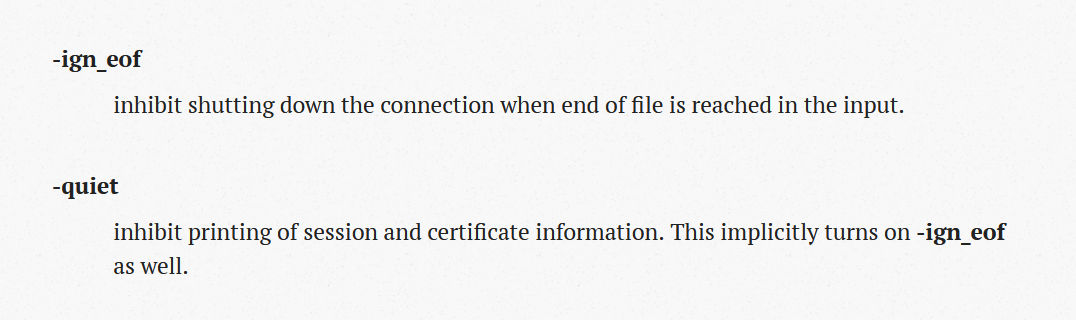 -ign_eof
inhibit shutting down the connection when end of file is reached in the input.
-quiet
inhibit printing of session and certificate information. This implicitly turns on -ign_eof
as well.